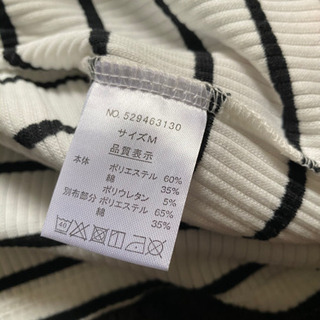 NO. 529463130
サイズM
品質表示
本体 ポリエステル 60%
綿 35%
ポリウレタン 5%
別布部分 ポリエステル 65%
綿 35%
40